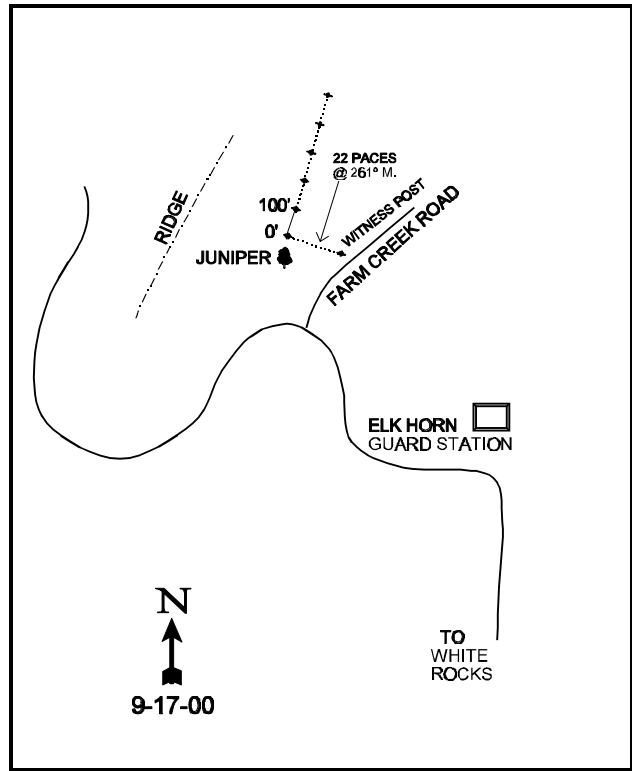 22 PACES
@ 261º M.
RIDGE
WITNESS POST
100'
0'
FARM CREEK ROAD
JUNIPER
ELK HORN
GUARD STATION
N
9-17-00
TO
WHITE
ROCKS